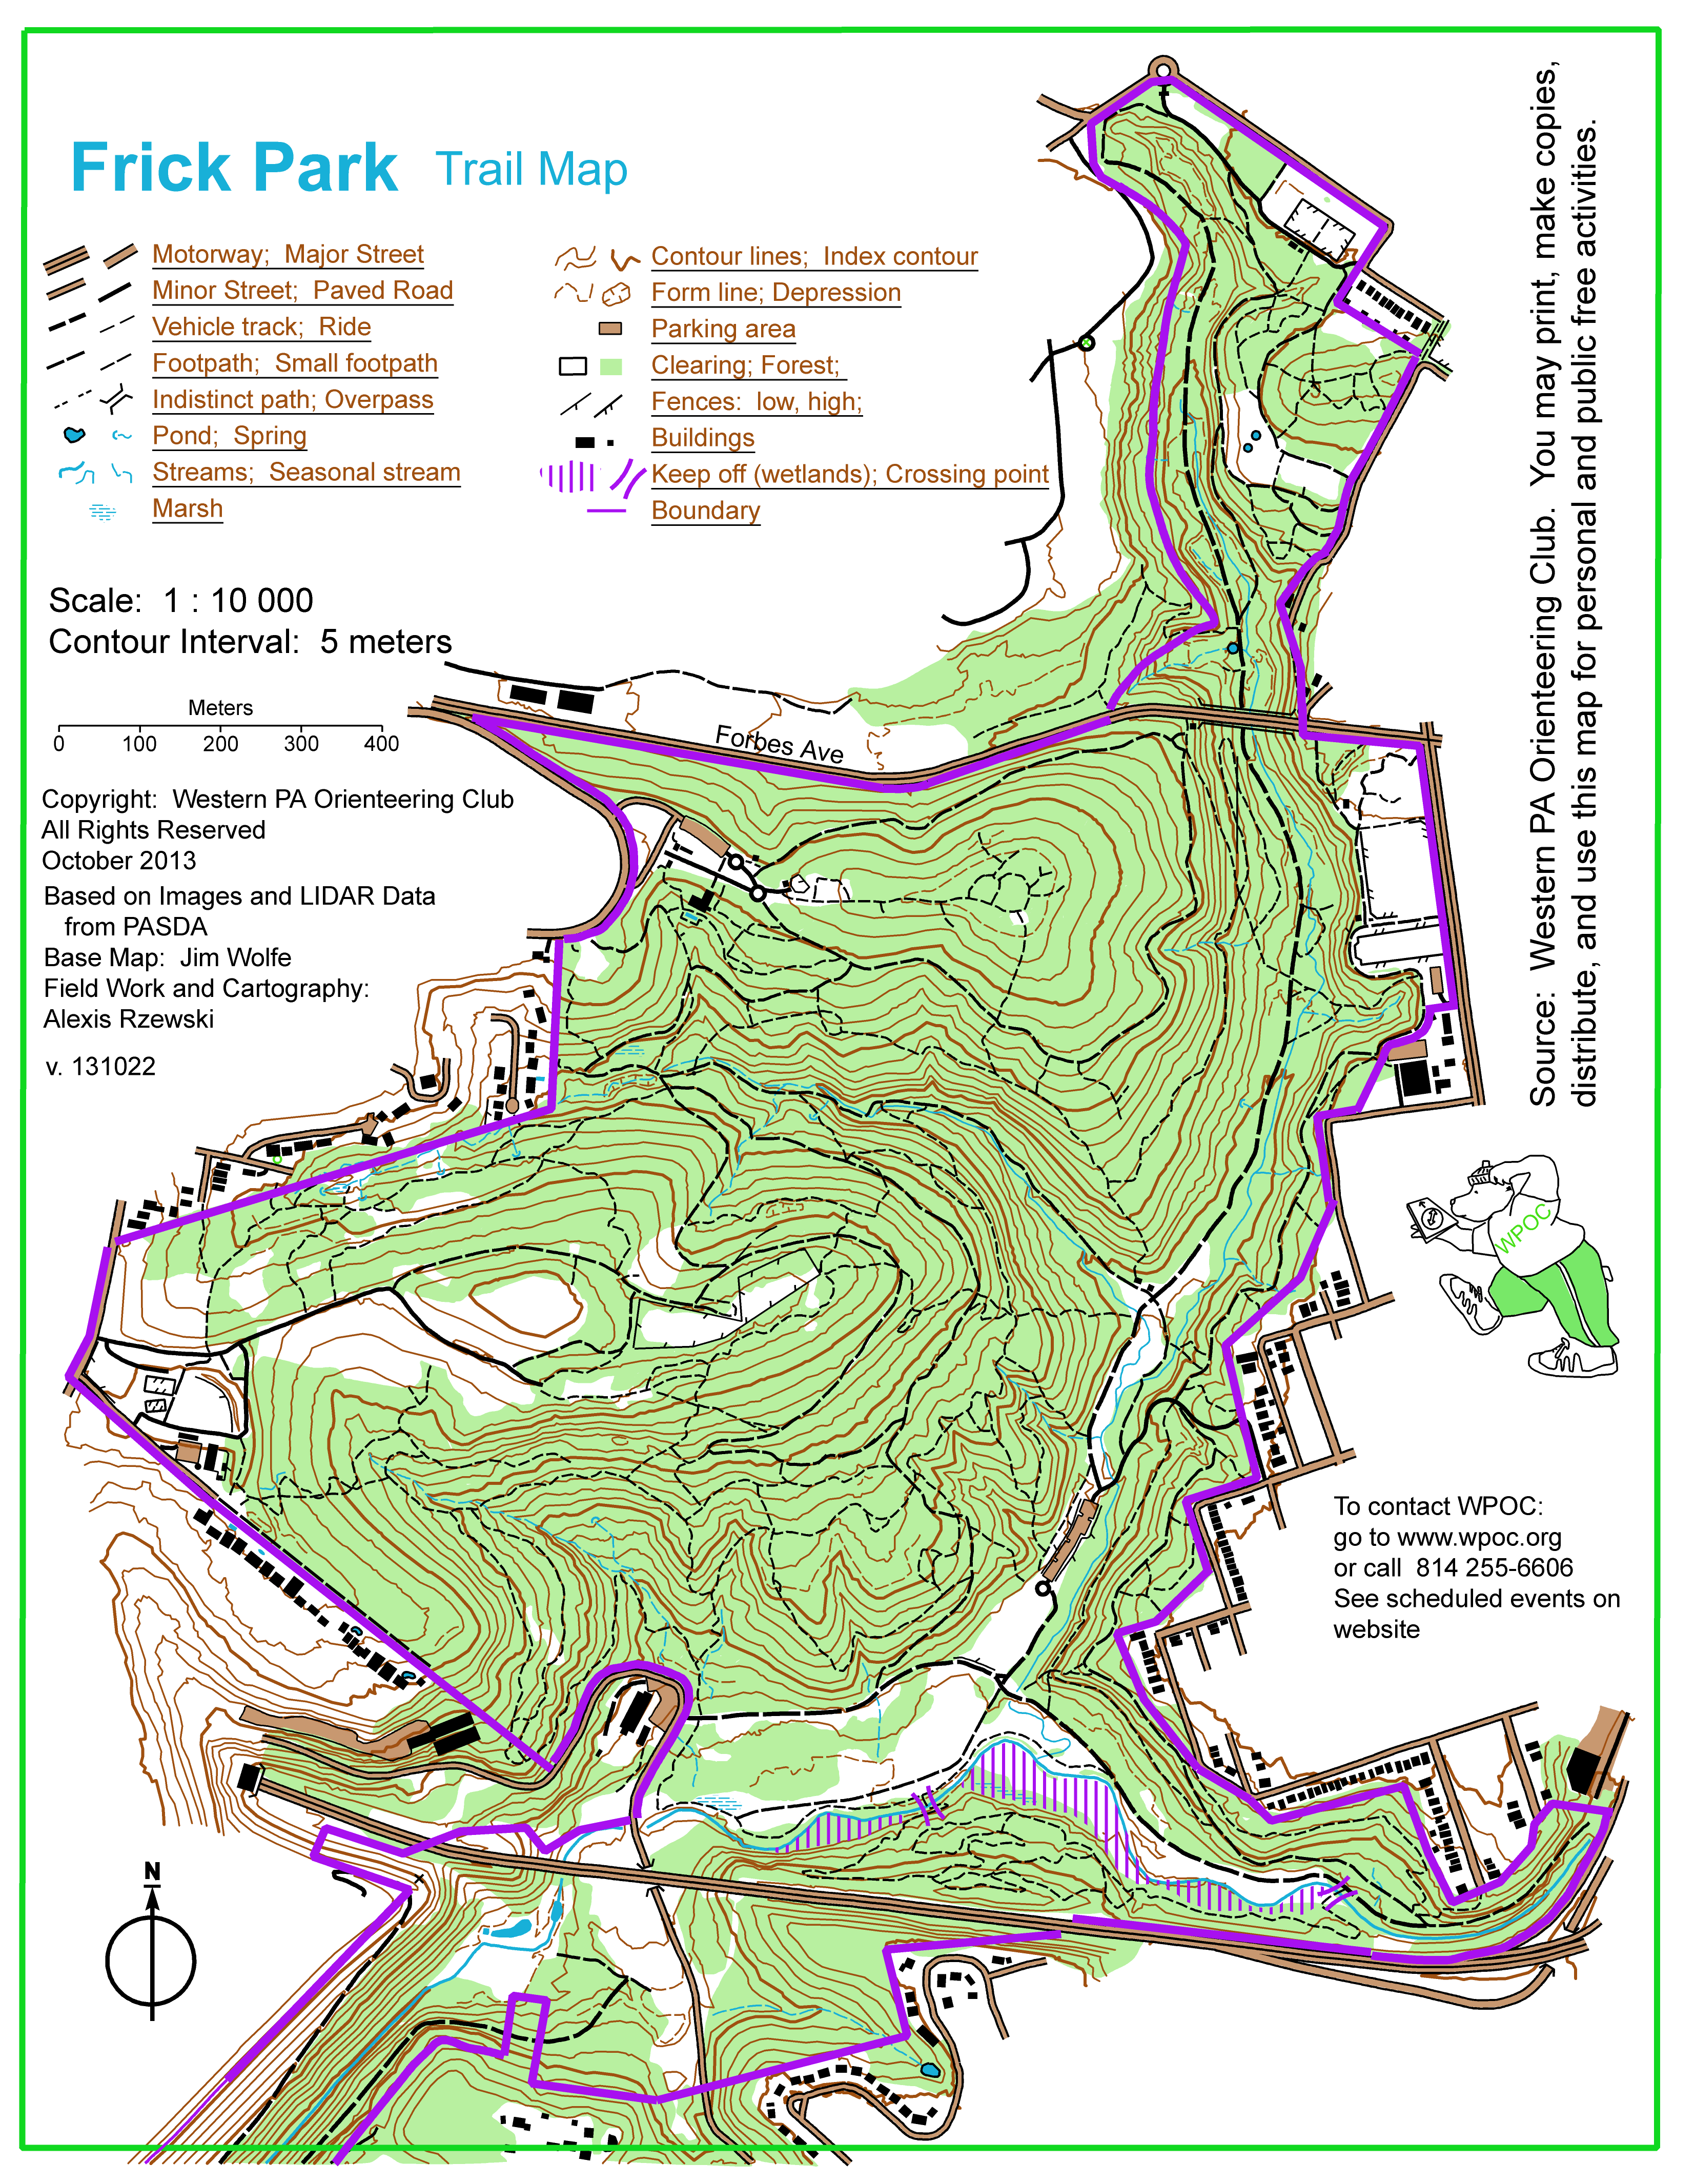 Frick Park Trail Map
Motorway; Major Street
Minor Street; Paved Road
Vehicle track; Ride
Footpath; Small footpath
Indistinct path; Overpass
Pond; Spring
Streams; Seasonal stream
Marsh
Contour lines; Index contour
Form line; Depression
Parking area
Clearing; Forest;
Fences: low, high;
Buildings
Keep off (wetlands); Crossing point
Boundary
Scale: 1 : 10 000
Contour Interval: 5 meters
Meters
0 100 200 300 400
Copyright: Western PA Orienteering Club
All Rights Reserved
October 2013
Based on Images and LIDAR Data
from PASDA
Base Map: Jim Wolfe
Field Work and Cartography:
Alexis Rzewski
v. 131022
Forbes Ave
Source: Western PA Orienteering Club. You may print, make copies,
distribute, and use this map for personal and public free activities.
WPOC
To contact WPOC:
go to www.wpoc.org
or call 814 255-6606
See scheduled events on
website
N